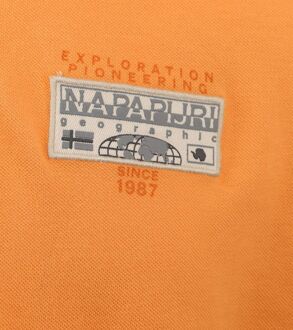 EXPLORATION
PIONEERING
NAPAPIJRI
geographic
SINCE
1987